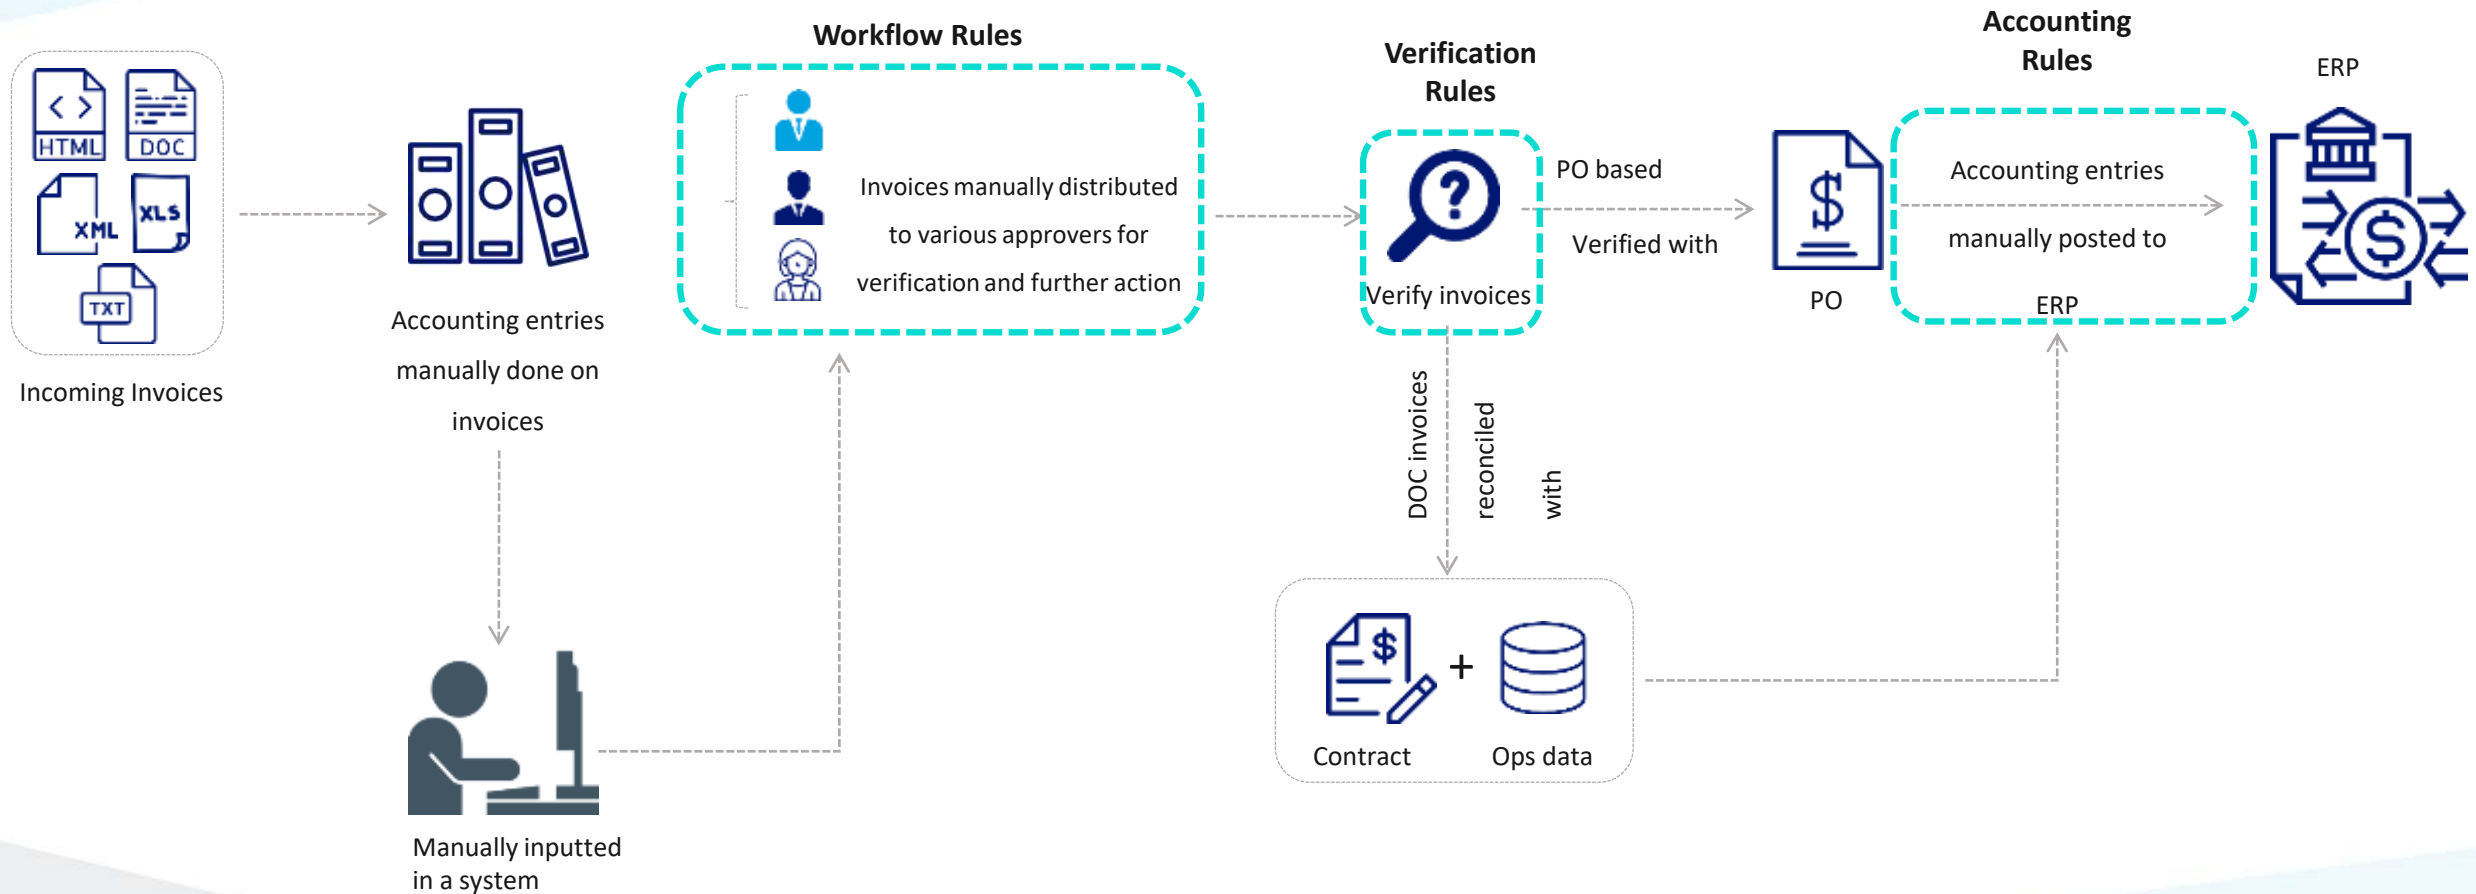 HTML
DOC
XML
XLS
TXT
Incoming Invoices
Accounting entries
manually done on
invoices
Manually inputted
in a system
Workflow Rules
Invoices manually distributed
to various approvers for
verification and further action
Verification
Rules
?
Verify invoices
PO based
Verified with
DOC invoices
reconciled
with
$
+
Contract
Ops data
$
PO
Accounting
Rules
Accounting entries
manually posted to
ERP
ERP
$